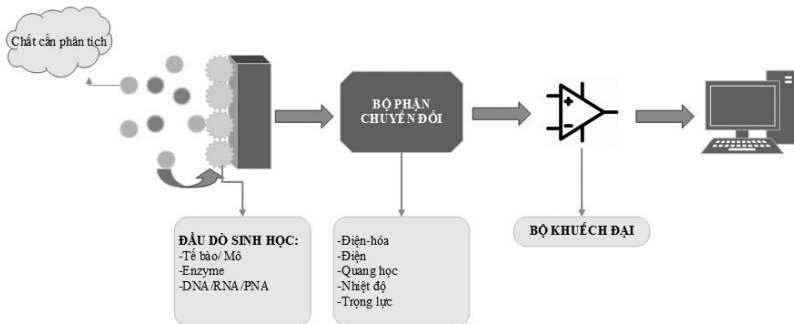 Chất cần phân tích
BỘ PHẬN
CHUYỂN ĐỔI
ĐẦU DÒ SINH HỌC:
-Tế bào/ Mô
-Enzyme
-DNA/RNA/PNA
-Điện-hóa
-Điện
-Quang học
-Nhiệt độ
-Trọng lực
BỘ KHUẾCH ĐẠI